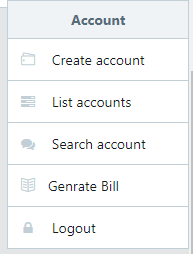 Account
Create account
List accounts
Search account
Genrate Bill
Logout